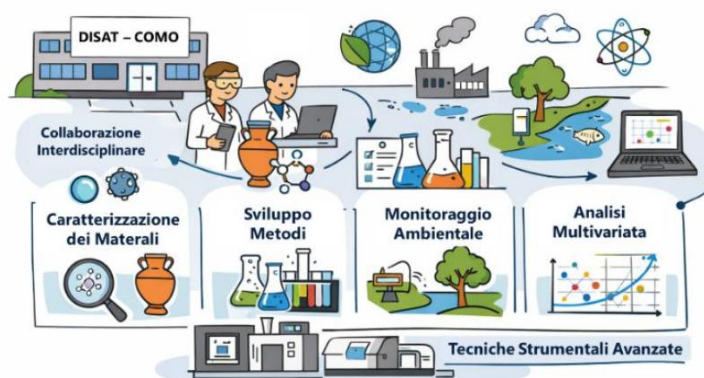 DISAT – COMO
Collaborazione
Interdisciplinare
Caratterizzazione
dei Materali
Sviluppo
Metodi
Monitoraggio
Ambientale
Analisi
Multivariata
Tecniche Strumentali Avanzate